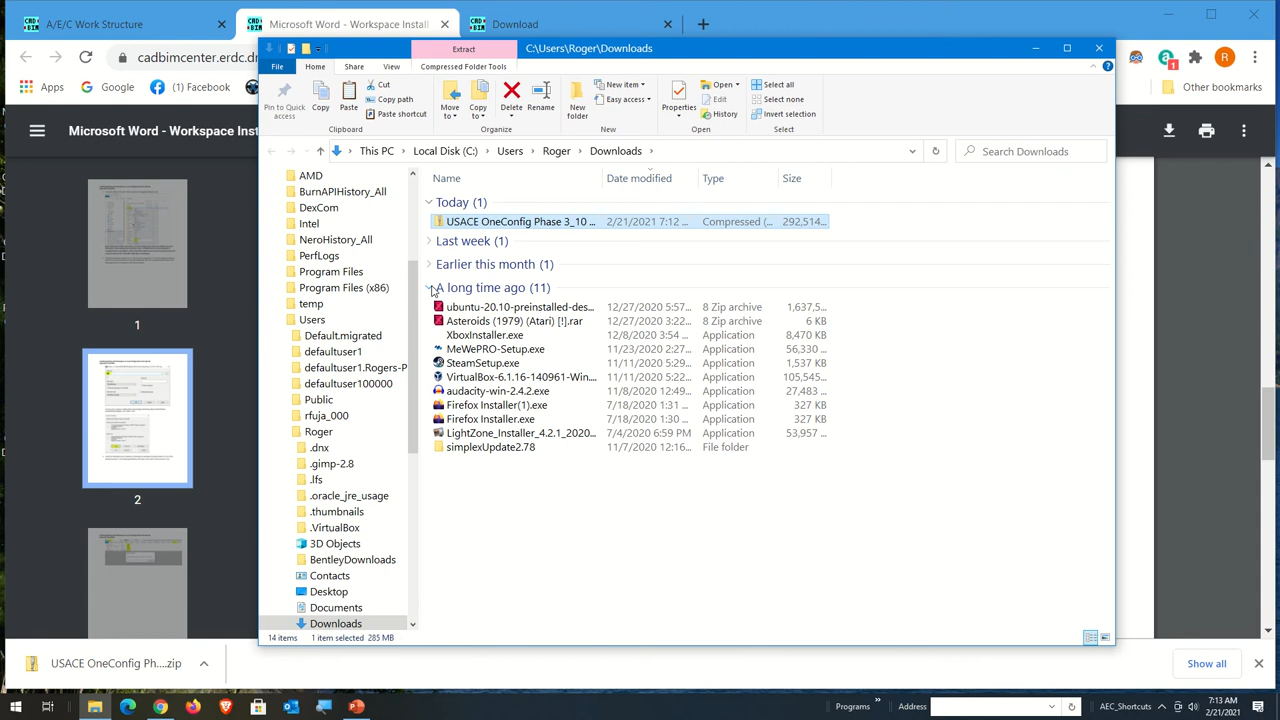 A/E/C Work Structure
Microsoft Word - Workspace Install
Download
C:\Users\Roger\Downloads
Extract
File Home Share View Compressed Folder Tools
cadbimcenter.erdc.dr
Apps Google (1) Facebook
Other bookmarks
Pin to Quick access
Copy
Paste
Cut
Copy path
Paste shortcut
Clipboard
Move to
Copy to
Delete
Rename
Organize
New folder
New item
Easy access
New
Properties
Open
Edit
History
Open
Select all
Select none
Invert selection
Select
Microsoft Word - Workspace Inst
This PC > Local Disk (C:) > Users > Roger > Downloads >
Search Downloads
Name Date modified Type Size
Today (1)
USACE OneConfig Phase 3_10 ... 2/21/2021 7:12 ... Compressed (... 292,514...
Last week (1)
Earlier this month (1)
A long time ago (11)
ubuntu-20.10-preinstalled-des... 12/27/2020 5:57... 8 Zip archive 1,637,5...
Asteroids (1979) (Atari) [!].rar 12/27/2020 3:22... 8 Zip archive 6 KB
XboxInstaller.exe 12/8/2020 3:54 ... Application 8,470 KB
MeWePRO-Setup.exe 11/23/2020 2:27... Application 56,330 ...
SteamSetup.exe 11/11/2020 5:29... Application 1,537 KB
VirtualBox-6.1.16-140961-Win... 11/11/2020 5:22... Application 105,545...
audacity-win-2.4.2.exe 11/8/2020 12:49... Application 27,483 ...
Firefox Installer(1).exe 7/18/2020 1:31 ... Application 327 KB
Firefox Installer.exe 7/18/2020 1:30 ... Application 327 KB
LightZone_Installer_4.2.1_2020... 7/4/2020 6:59 PM Application 53,957 ...
simplexUpdate2.78 11/7/2020 12:16... File folder
AMD
BurnAPIHistory_All
DexCom
Intel
NeroHistory_All
PerfLogs
Program Files
Program Files (x86)
temp
Users
Default.migrated
defaultuser1
defaultuser1.Rogers-P
defaultuser100000
Public
rfuja_000
Roger
.dnx
.gimp-2.8
.lfs
.oracle_jre_usage
.thumbnails
.VirtualBox
3D Objects
BentleyDownloads
Contacts
Desktop
Documents
Downloads
14 items 1 item selected 285 MB
1
2
USACE OneConfig Ph....zip
Show all
Programs
Address
AEC_Shortcuts
7:13 AM
2/21/2021
R
1